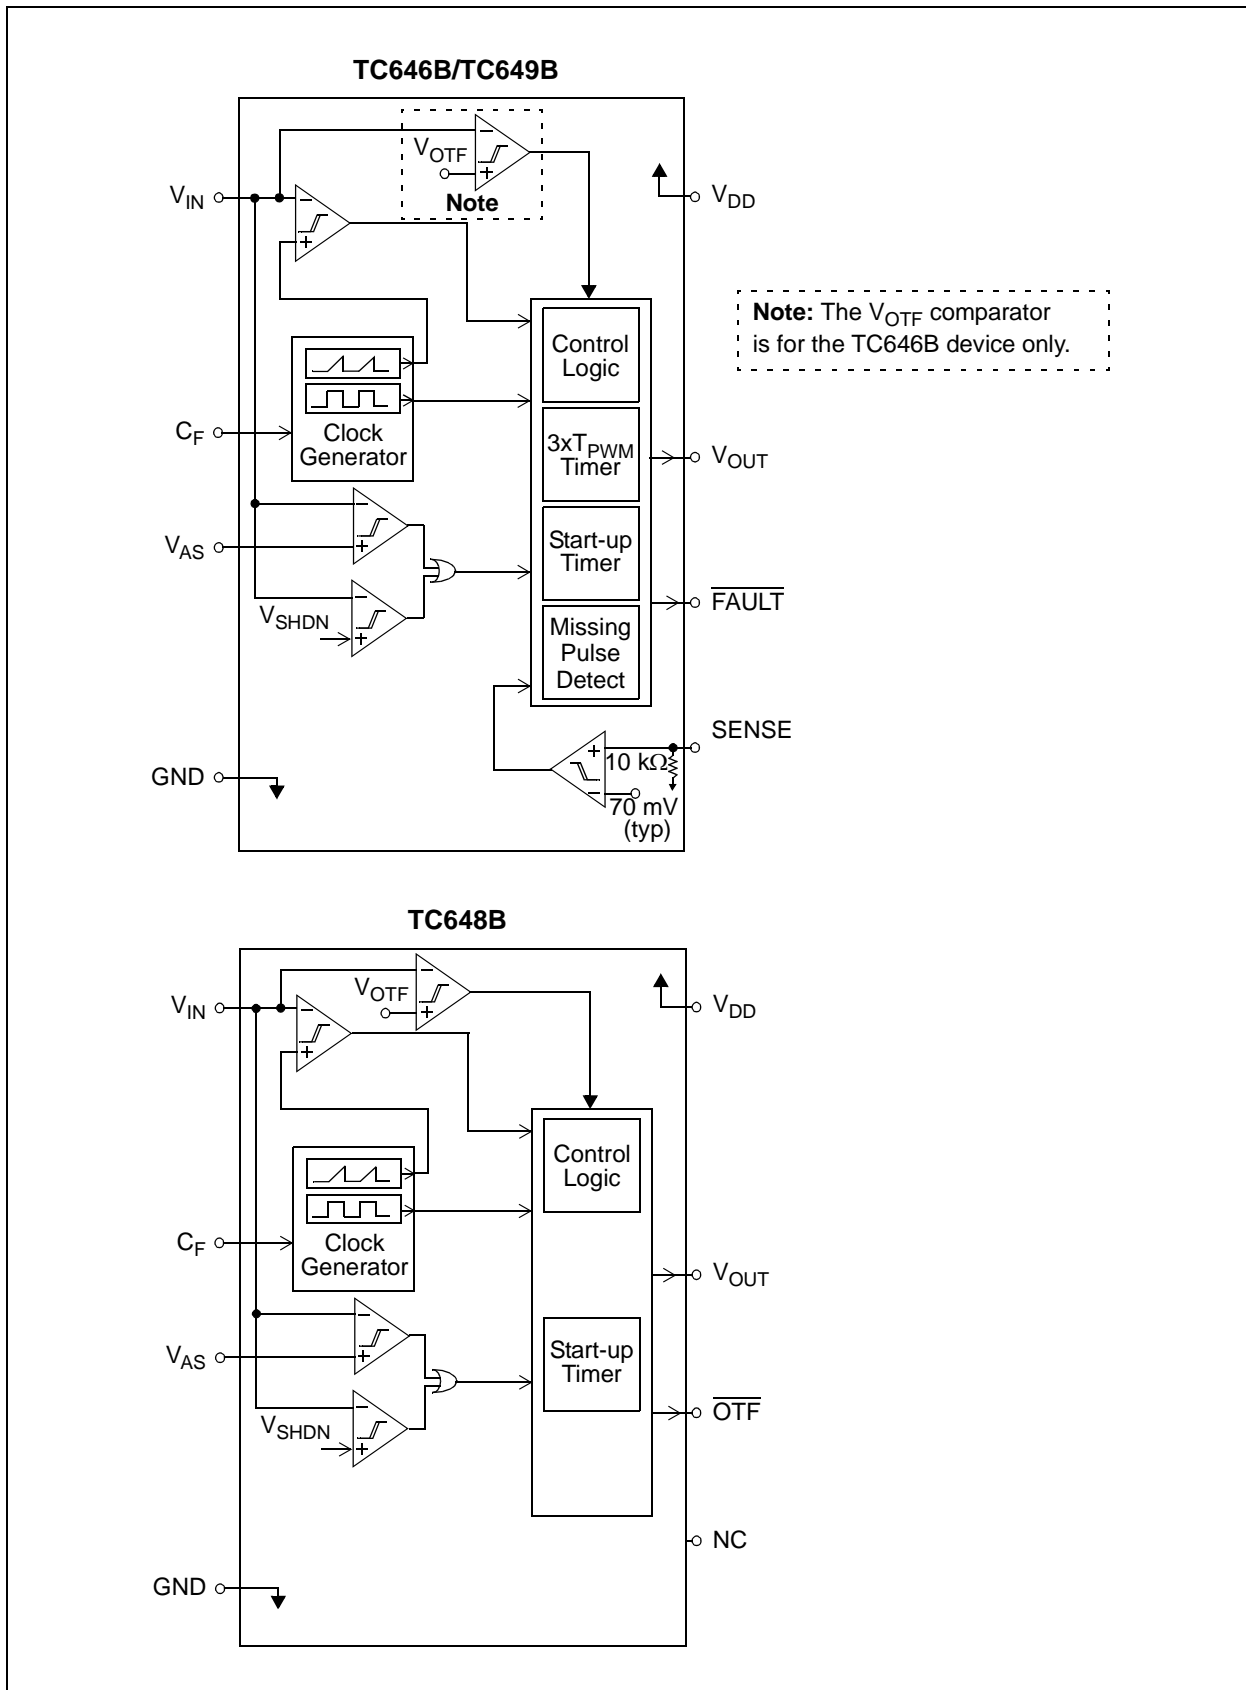 TC646B/TC649B
VOTF
Note
VIN
VDD
Note: The VOTF comparator
is for the TC646B device only.
Control
Logic
CF
Clock
Generator
3xTPWM
Timer
VOUT
VAS
Start-up
Timer
VSHDN
FAULT
Missing
Pulse
Detect
SENSE
10 kΩ
GND
70 mV
(typ)
TC648B
VOTF
VIN
VDD
Control
Logic
CF
Clock
Generator
VOUT
VAS
Start-up
Timer
VSHDN
OTF
NC
GND